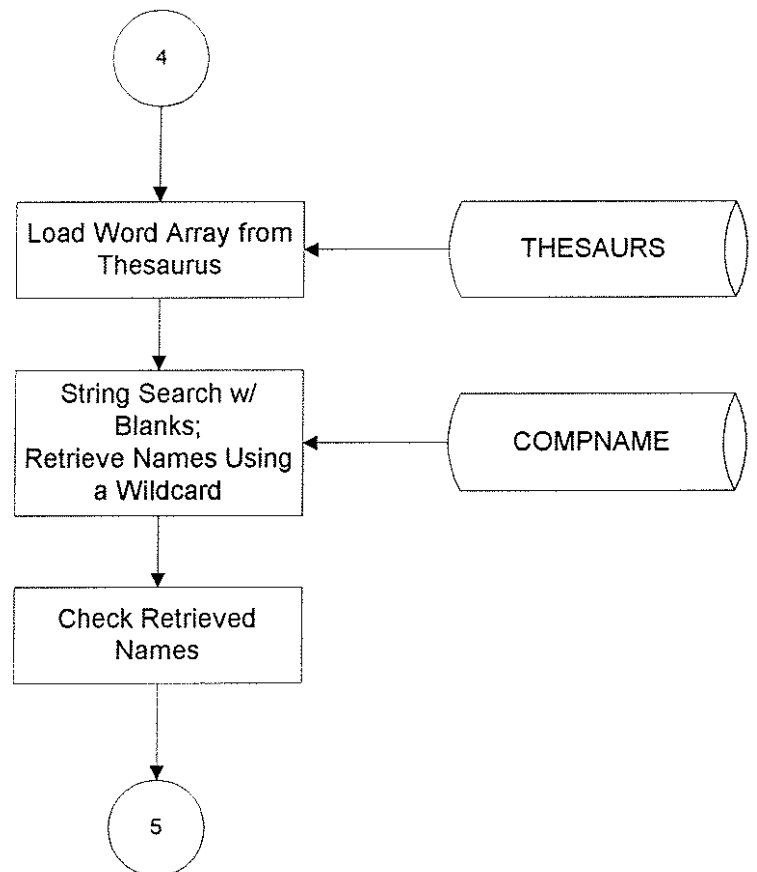 4
Load Word Array from
Thesaurus
THESAURS
String Search w/
Blanks;
Retrieve Names Using
a Wildcard
COMPNAME
Check Retrieved
Names
5